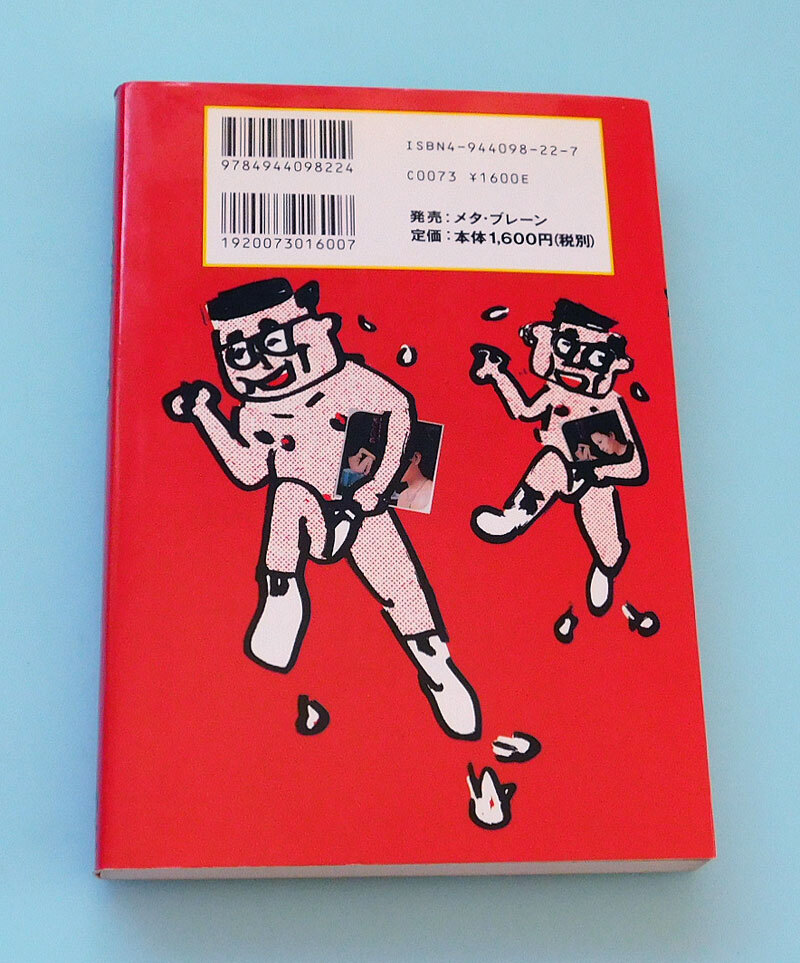 9784944098224
ISBN4-944098-22-7
C0073 ¥1600E
1920073016007
発売：メタ・ブレーン
定価：本体1,600円(税別)